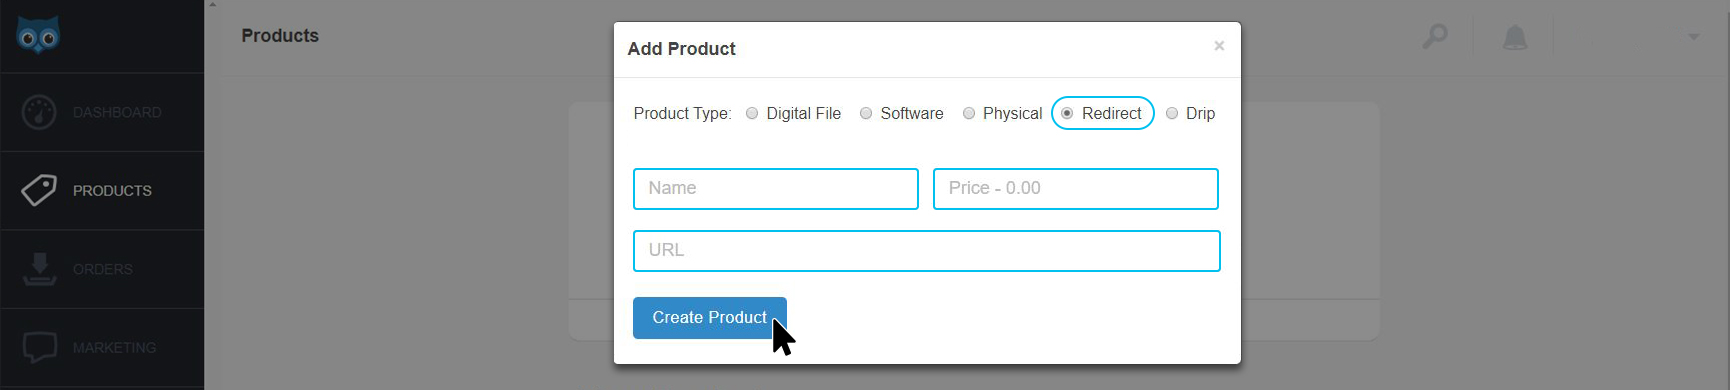 Products
DASHBOARD
PRODUCTS
ORDERS
MARKETING
Add Product ×
Product Type: Digital File Software Physical Redirect Drip
Name Price - 0.00
URL
Create Product